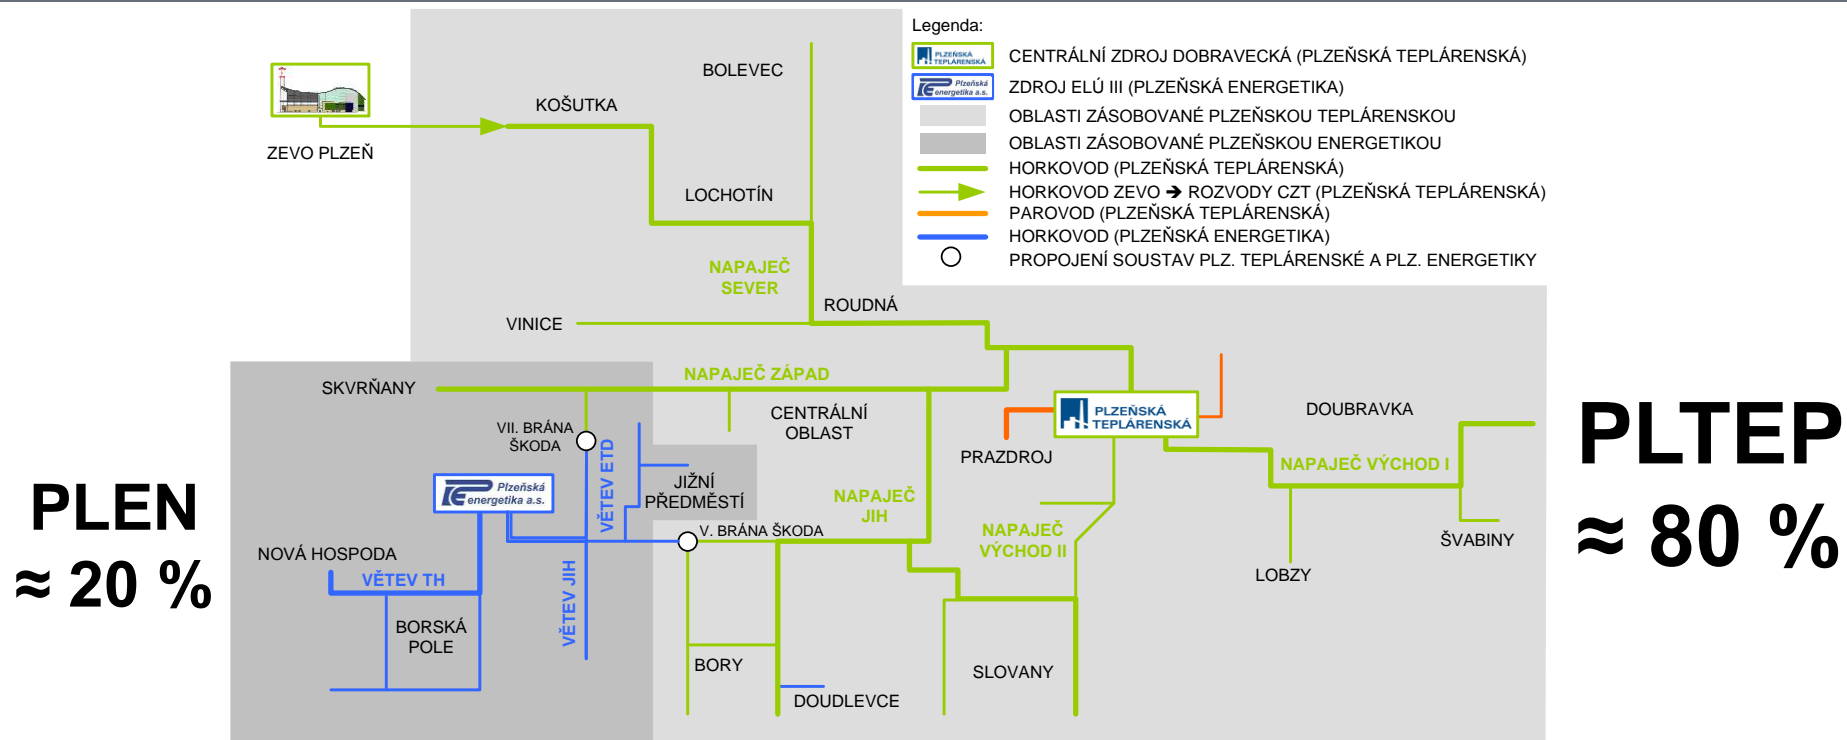 Legenda:
PLZEŇSKÁ
TEPLÁRENSKÁ
CENTRÁLNÍ ZDROJ DOBRAVECKÁ (PLZEŇSKÁ TEPLÁRENSKÁ)
Plzeňská
energetika a.s.
ZDROJ ELÚ III (PLZEŇSKÁ ENERGETIKA)
OBLASTI ZÁSOBOVANÉ PLZEŇSKOU TEPLÁRENSKOU
OBLASTI ZÁSOBOVANÉ PLZEŇSKOU ENERGETIKOU
HORKOVOD (PLZEŇSKÁ TEPLÁRENSKÁ)
HORKOVOD ZEVO ➔ ROZVODY CZT (PLZEŇSKÁ TEPLÁRENSKÁ)
PAROVOD (PLZEŇSKÁ TEPLÁRENSKÁ)
HORKOVOD (PLZEŇSKÁ ENERGETIKA)
PROPOJENÍ SOUSTAV PLZ. TEPLÁRENSKÉ A PLZ. ENERGETIKY
BOLEVEC
KOŠUTKA
ZEVO PLZEŇ
LOCHOTÍN
NAPAJEČ
SEVER
ROUDNÁ
VINICE
NAPAJEČ ZÁPAD
SKVRŇANY
CENTRÁLNÍ
OBLAST
PLZEŇSKÁ
TEPLÁRENSKÁ
DOUBRAVKA
VII. BRÁNA
ŠKODA
VĚTEV ETD
PRAZDROJ
NAPAJEČ VÝCHOD I
PLTEP
≈ 80 %
Plzeňská
energetika a.s.
JIŽNÍ
PŘEDMĚSTÍ
NAPAJEČ
JIH
PLEN
≈ 20 %
V. BRÁNA ŠKODA
NAPAJEČ
VÝCHOD II
ŠVABINY
NOVÁ HOSPODA
VĚTEV TH
VĚTEV JIH
LOBZY
BORSKÁ
POLE
BORY
SLOVANY
DOUDLEVCE